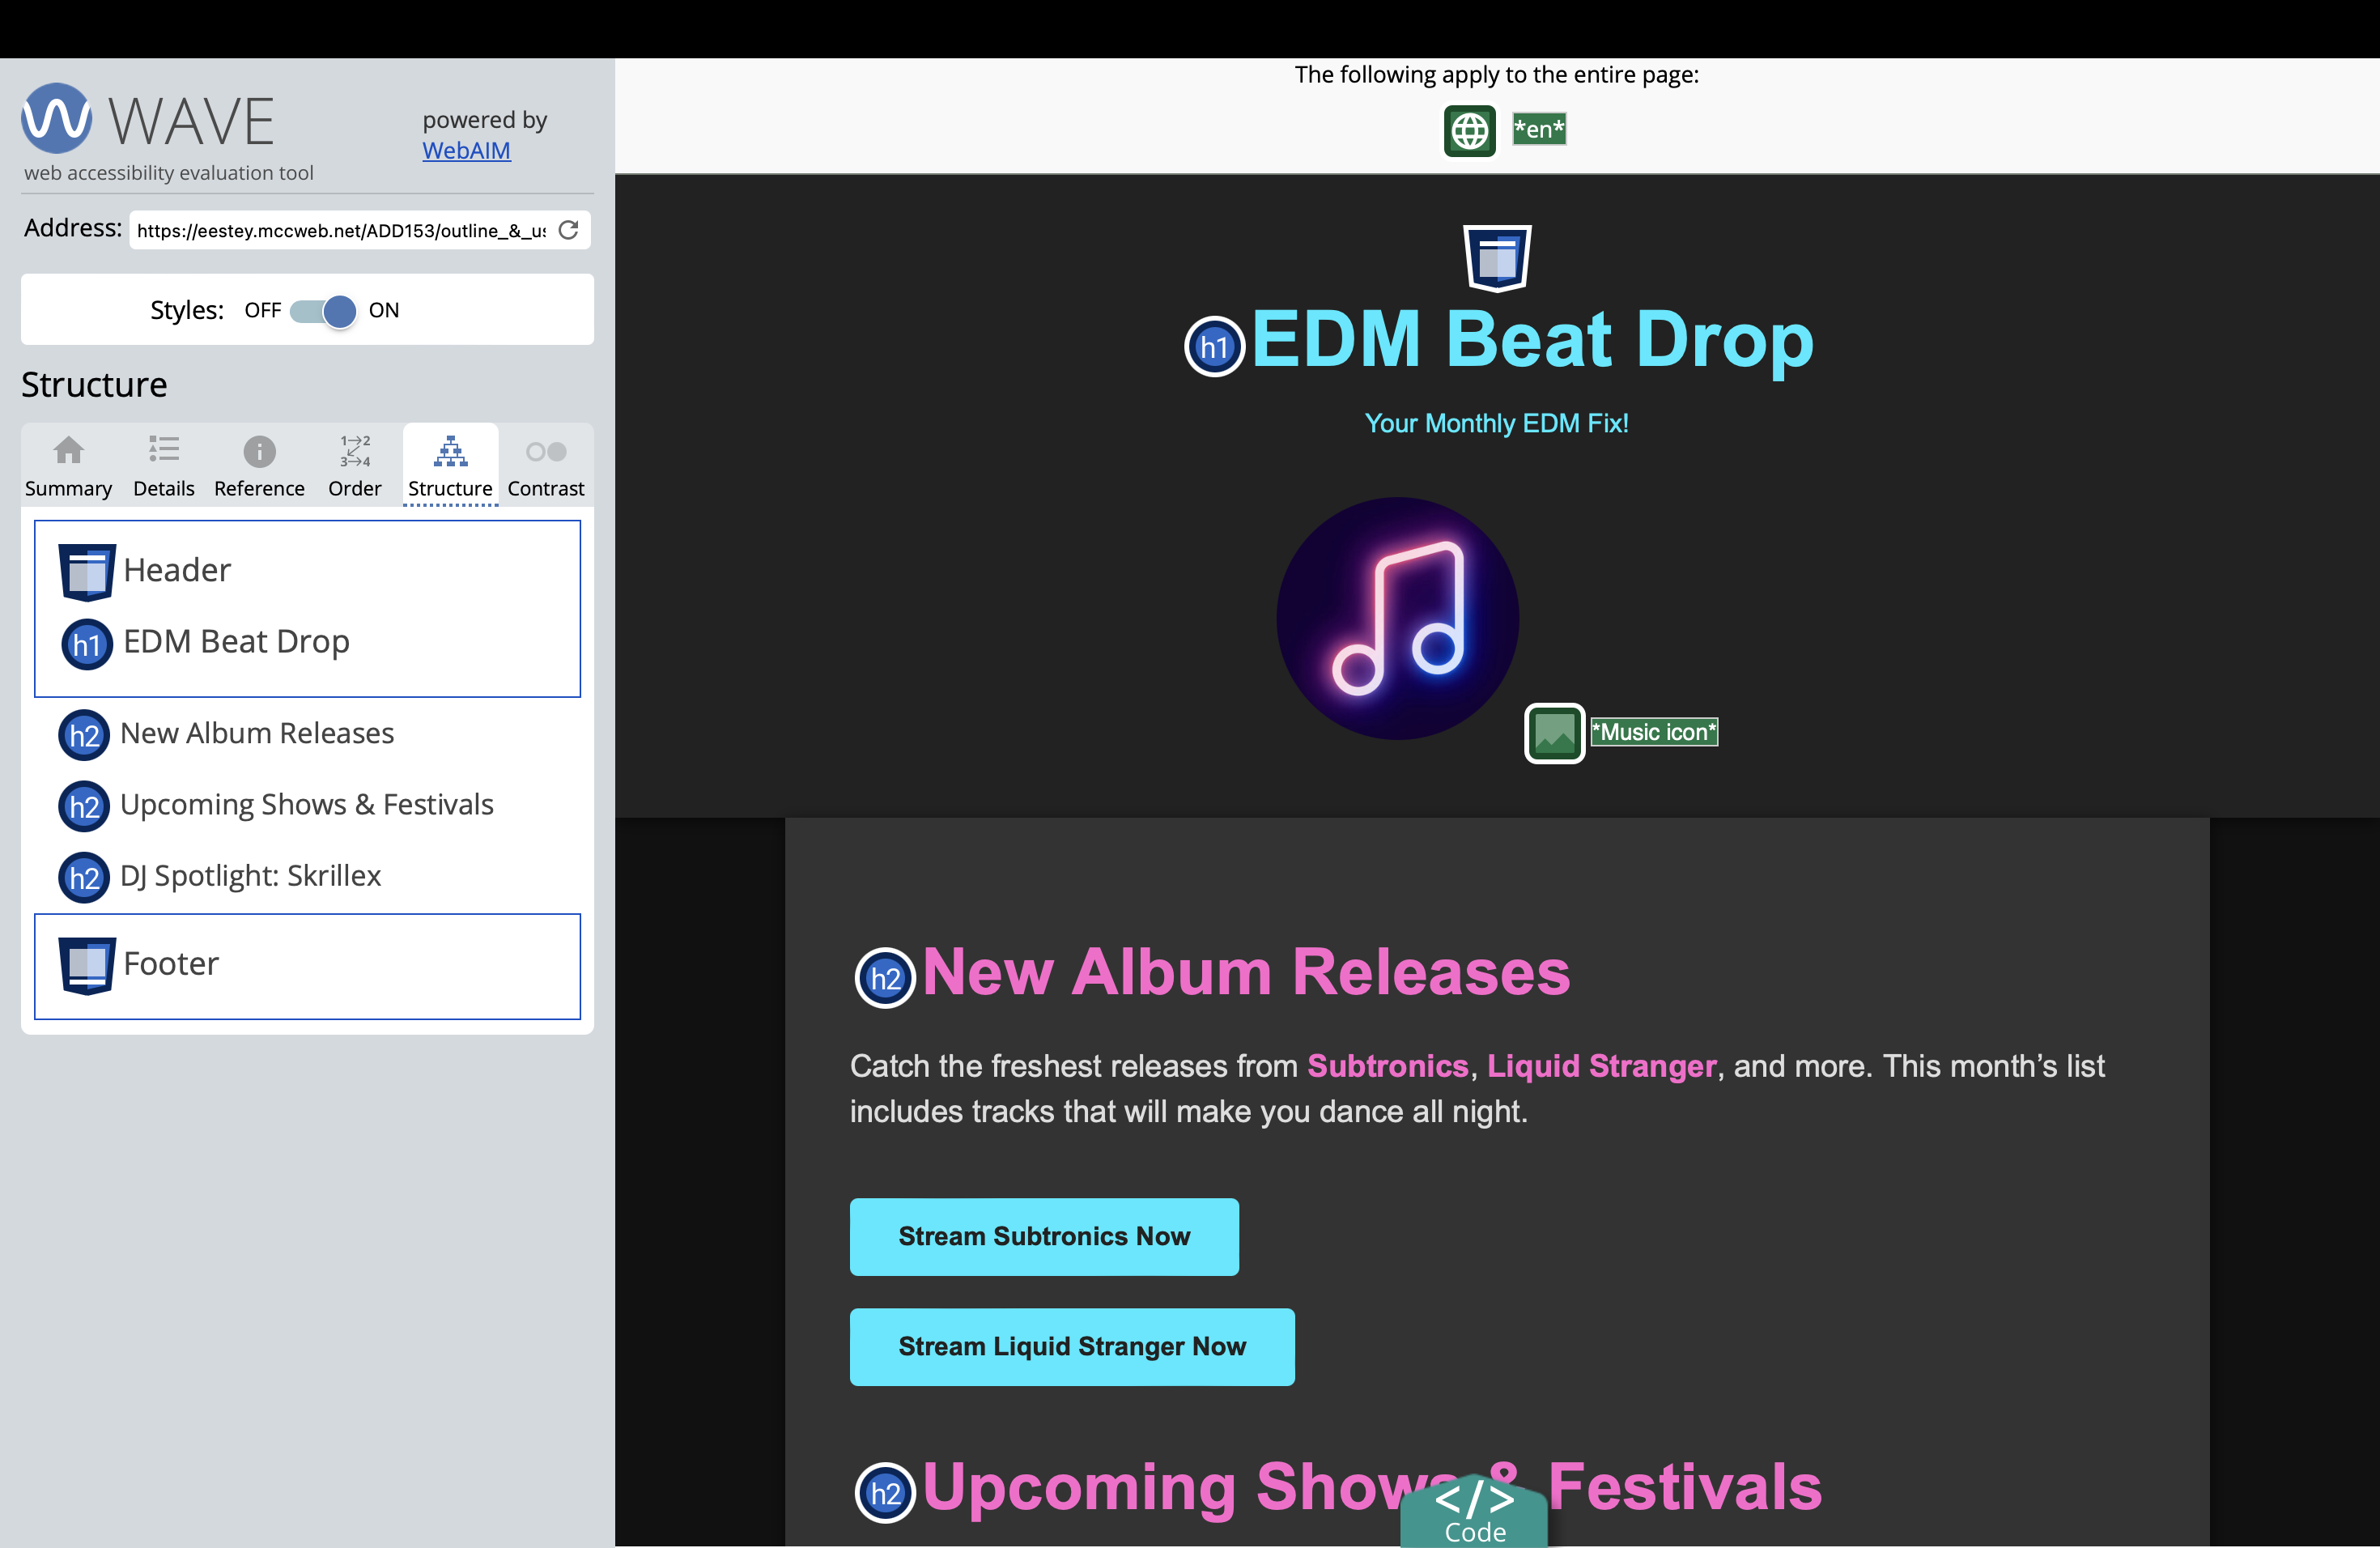 WAVE
powered by
WebAIM
web accessibility evaluation tool
Address: https://eestey.mccweb.net/ADD153/outline_&_us
Styles: OFF ON
Structure
1→2
3→4
Summary Details Reference Order Structure Contrast
Header
h1 EDM Beat Drop
h2 New Album Releases
h2 Upcoming Shows & Festivals
h2 DJ Spotlight: Skrillex
Footer
The following apply to the entire page:
*en*
h1 EDM Beat Drop
Your Monthly EDM Fix!
*Music icon*
h2 New Album Releases
Catch the freshest releases from Subtronics, Liquid Stranger, and more. This month’s list
includes tracks that will make you dance all night.
Stream Subtronics Now
Stream Liquid Stranger Now
h2 Upcoming Shows & Festivals
</>
Code